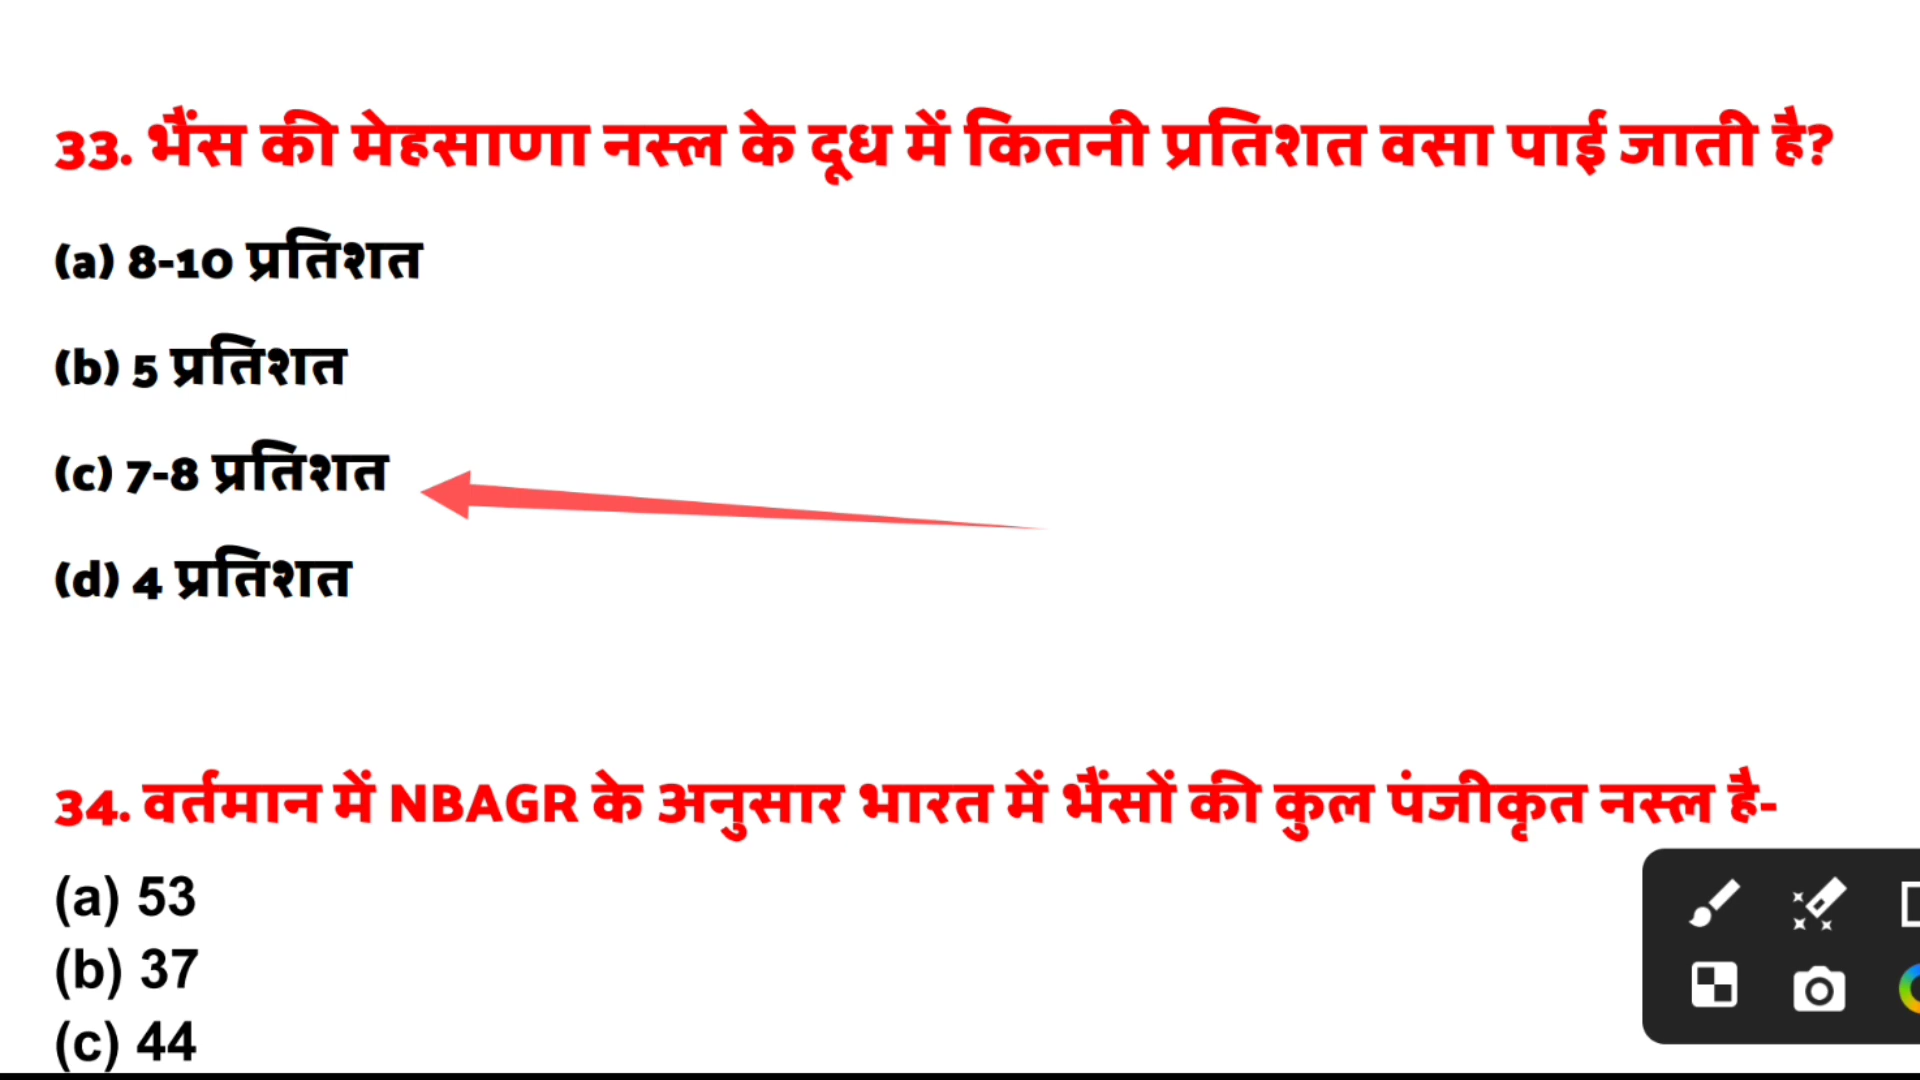 33. भैंस की मेहसाणा नस्ल के दूध में कितनी प्रतिशत वसा पाई जाती है?
(a) 8-10 प्रतिशत
(b) 5 प्रतिशत
(c) 7-8 प्रतिशत
(d) 4 प्रतिशत
34. वर्तमान में NBAGR के अनुसार भारत में भैंसों की कुल पंजीकृत नस्ल है-
(a) 53
(b) 37
(c) 44